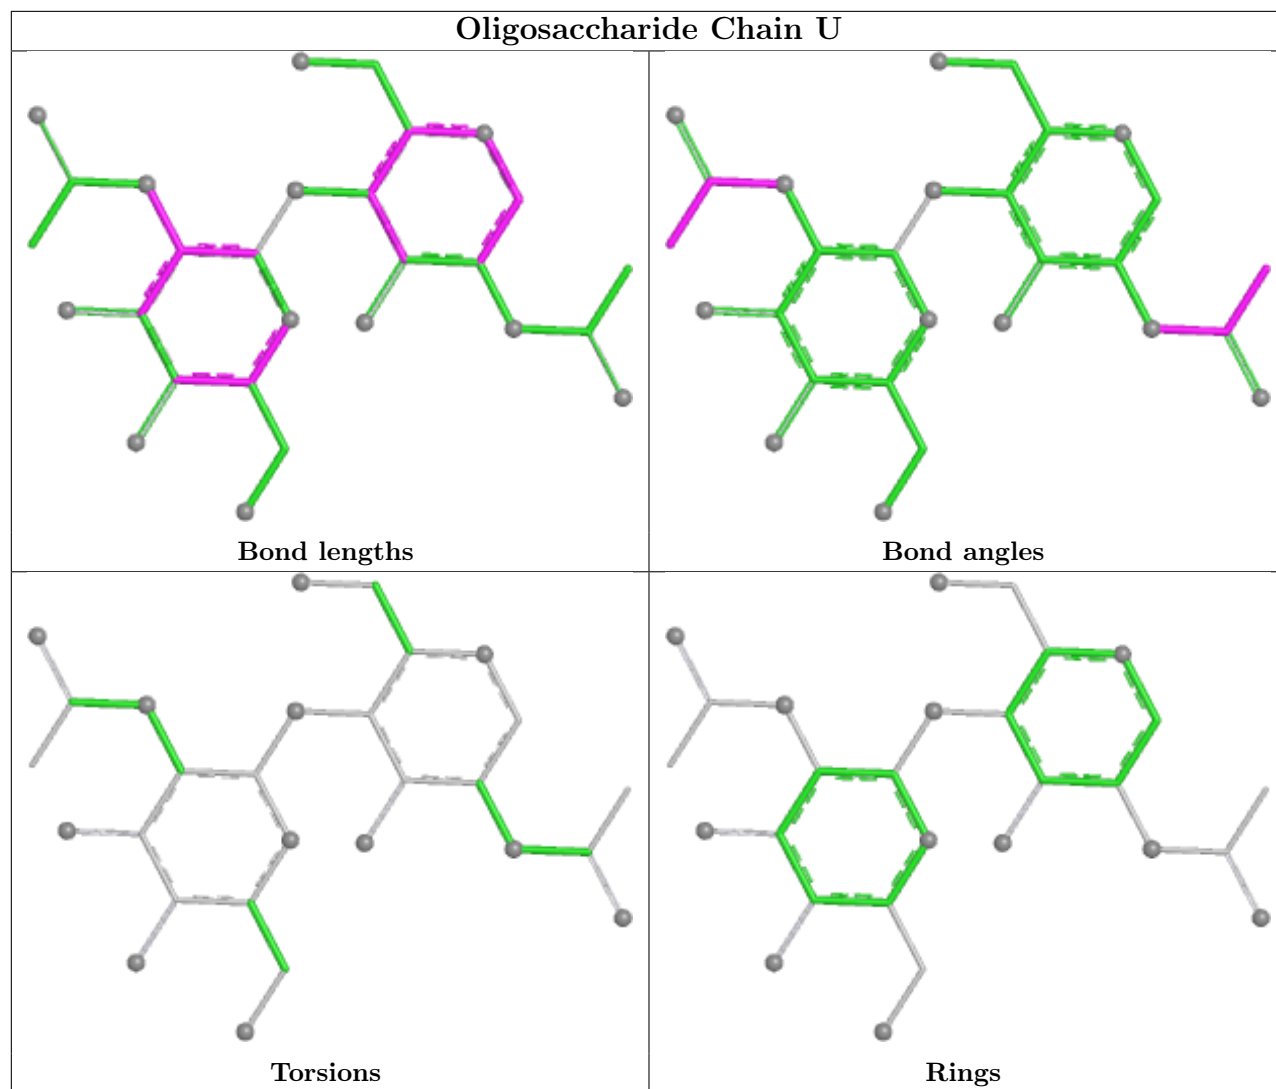 Oligosaccharide Chain U
Bond lengths
Bond angles
Torsions
Rings